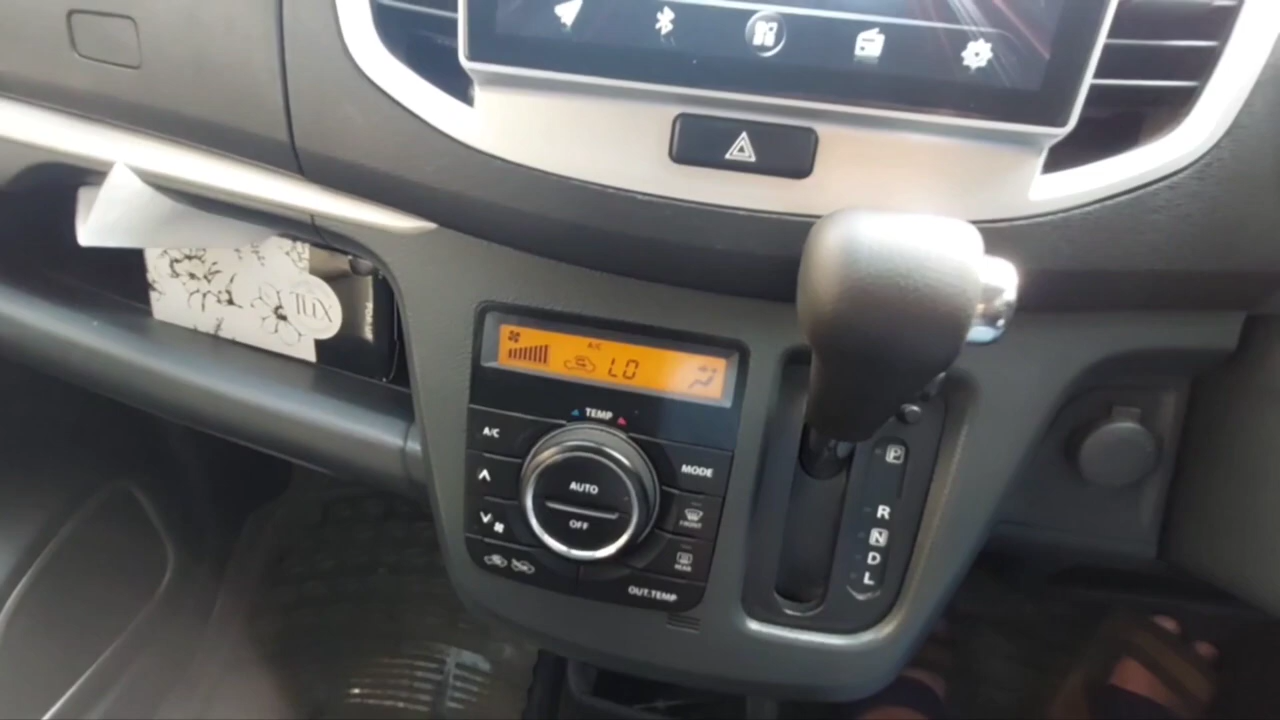 A/C
LO
TEMP
A/C
MODE
AUTO
OFF
FRONT
REAR
OUT.TEMP
P
R
N
D
L
TUX